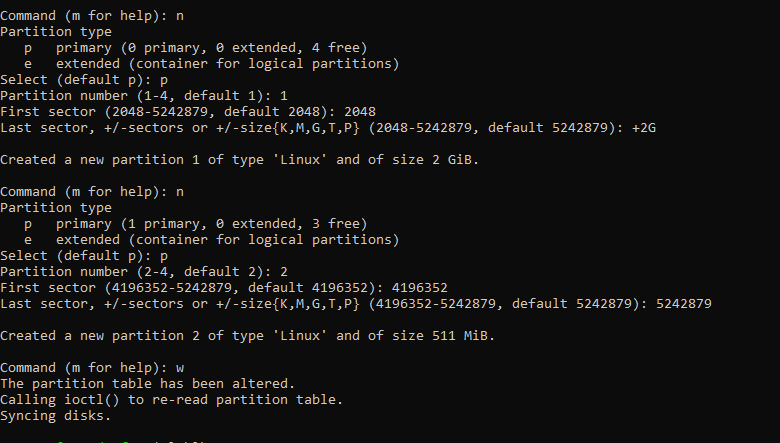 Command (m for help): n
Partition type
   p   primary (0 primary, 0 extended, 4 free)
   e   extended (container for logical partitions)
Select (default p): p
Partition number (1-4, default 1): 1
First sector (2048-5242879, default 2048): 2048
Last sector, +/-sectors or +/-size{K,M,G,T,P} (2048-5242879, default 5242879): +2G

Created a new partition 1 of type 'Linux' and of size 2 GiB.

Command (m for help): n
Partition type
   p   primary (1 primary, 0 extended, 3 free)
   e   extended (container for logical partitions)
Select (default p): p
Partition number (2-4, default 2): 2
First sector (4196352-5242879, default 4196352): 4196352
Last sector, +/-sectors or +/-size{K,M,G,T,P} (4196352-5242879, default 5242879): 5242879

Created a new partition 2 of type 'Linux' and of size 511 MiB.

Command (m for help): w
The partition table has been altered.
Calling ioctl() to re-read partition table.
Syncing disks.